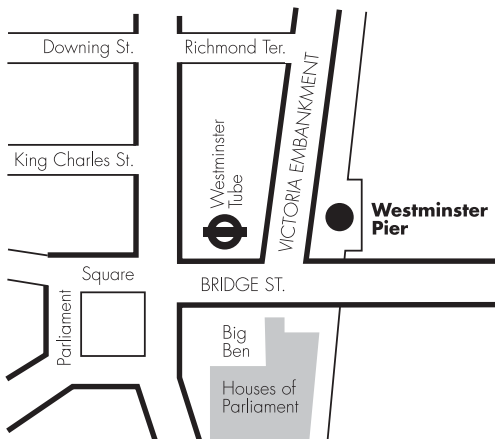 Downing St.
Richmond Ter.
VICTORIA EMBANKMENT
King Charles St.
Westminster
Tube
Westminster
Pier
Square
Parliament
BRIDGE ST.
Big
Ben
Houses of
Parliament